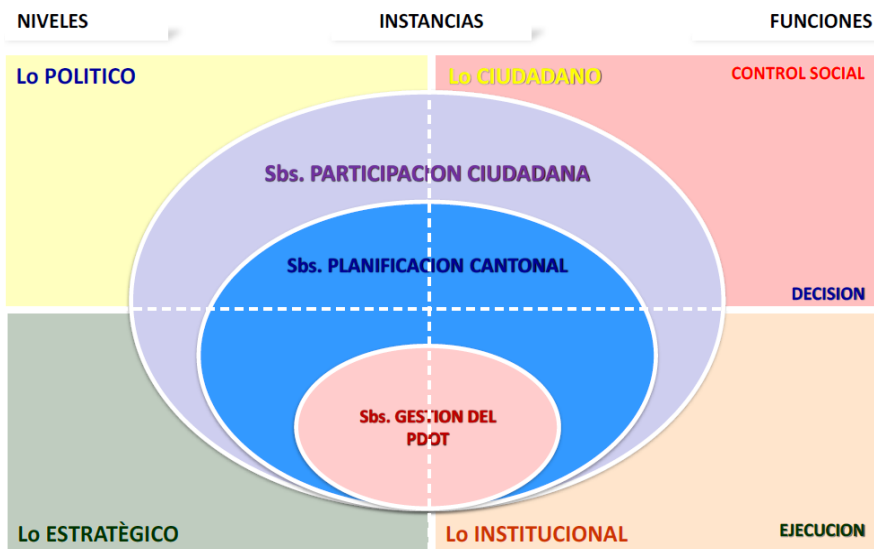 NIVELES
INSTANCIAS
FUNCIONES
Lo POLITICO
Lo CIUDADANO
CONTROL SOCIAL
Sbs. PARTICIPACION CIUDADANA
Sbs. PLANIFICACION CANTONAL
DECISION
Sbs. GESTION DEL
PDOT
Lo ESTRATÈGICO
Lo INSTITUCIONAL
EJECUCION